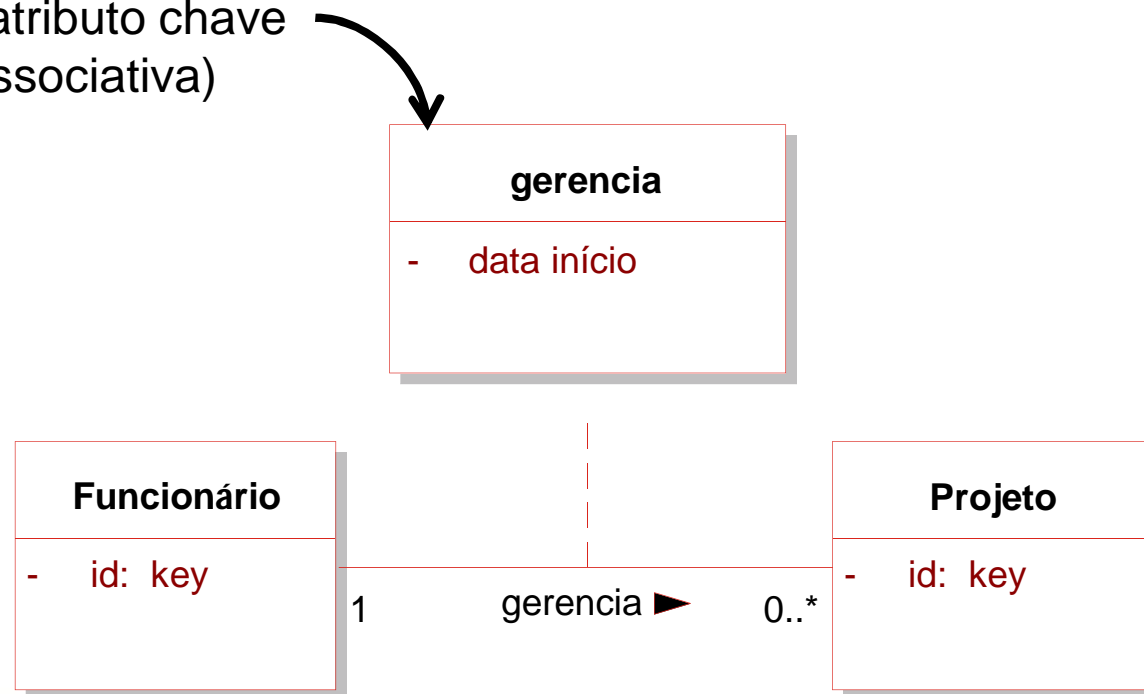 atributo chave
ssociativa)
gerencia
- data início
Funcionário
- id: key
Projeto
- id: key
1 gerencia 0..*